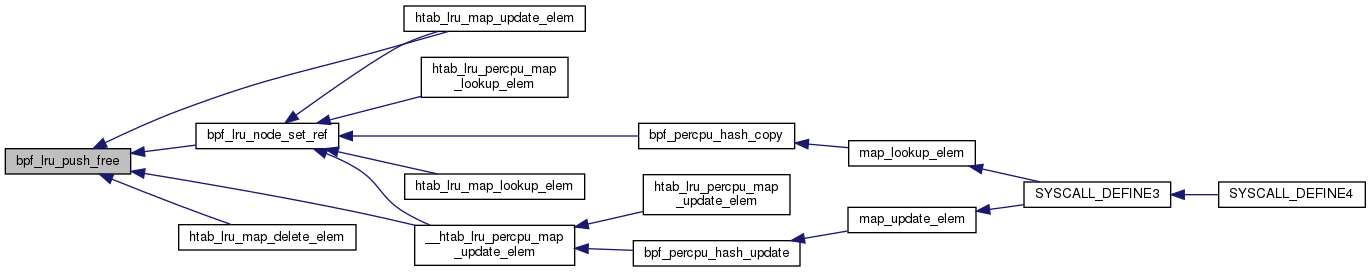 htab_lru_map_update_elem
htab_lru_percpu_map
_lookup_elem
bpf_lru_node_set_ref
bpf_percpu_hash_copy
map_lookup_elem
bpf_lru_push_free
htab_lru_map_lookup_elem
htab_lru_percpu_map
_update_elem
SYSCALL_DEFINE3
SYSCALL_DEFINE4
map_update_elem
htab_lru_map_delete_elem
__htab_lru_percpu_map
_update_elem
bpf_percpu_hash_update